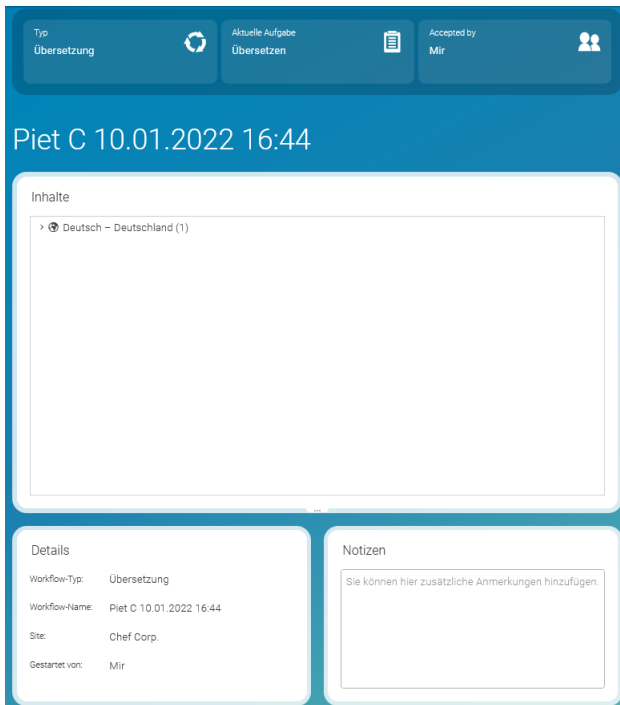 Typ
Übersetzung
Aktuelle Aufgabe
Übersetzen
Accepted by
Mir
Piet C 10.01.2022 16:44
Inhalte
Deutsch – Deutschland (1)
Details
Workflow-Typ: Übersetzung
Workflow-Name: Piet C 10.01.2022 16:44
Site: Chef Corp.
Gestartet von: Mir
Notizen
Sie können hier zusätzliche Anmerkungen hinzufügen.